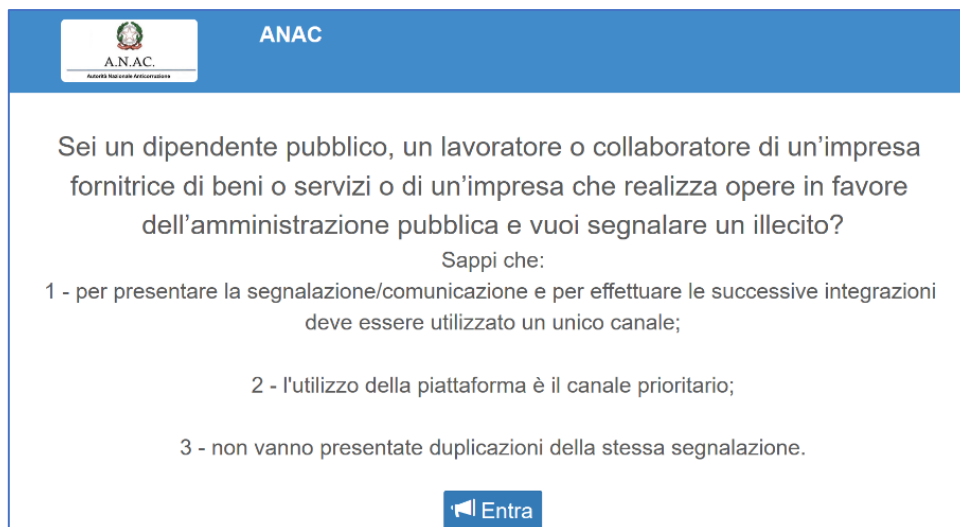 A.N.AC.
Autorità Nazionale Anticorruzione
ANAC
Sei un dipendente pubblico, un lavoratore o collaboratore di un’impresa
fornitrice di beni o servizi o di un’impresa che realizza opere in favore
dell’amministrazione pubblica e vuoi segnalare un illecito?
Sappi che:
1 - per presentare la segnalazione/comunicazione e per effettuare le successive integrazioni
deve essere utilizzato un unico canale;
2 - l'utilizzo della piattaforma è il canale prioritario;
3 - non vanno presentate duplicazioni della stessa segnalazione.
Entra